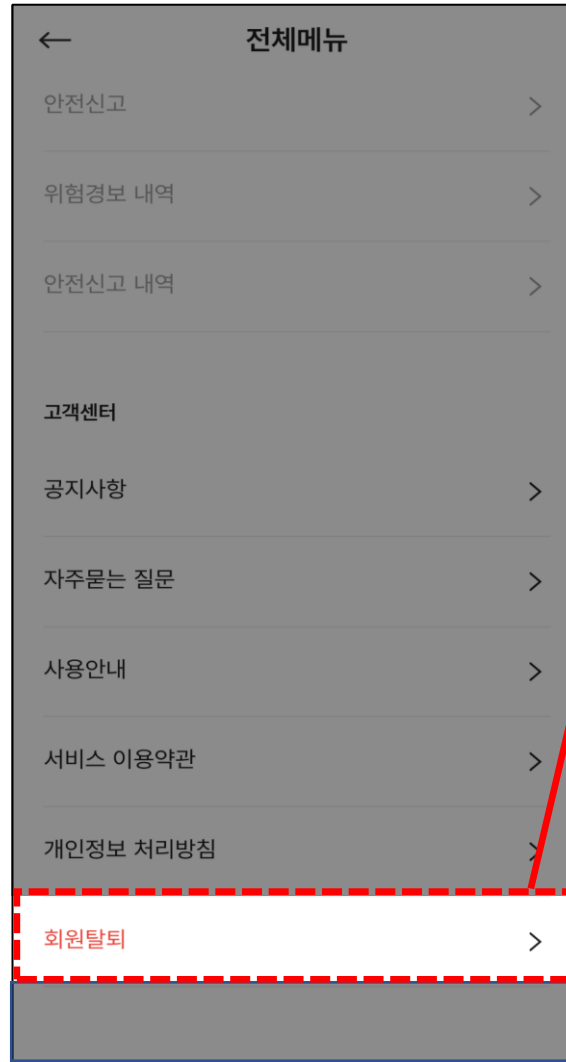 전체메뉴
안전신고
위험경보 내역
안전신고 내역
고객센터
공지사항
자주묻는 질문
사용안내
서비스 이용약관
개인정보 처리방침
회원탈퇴